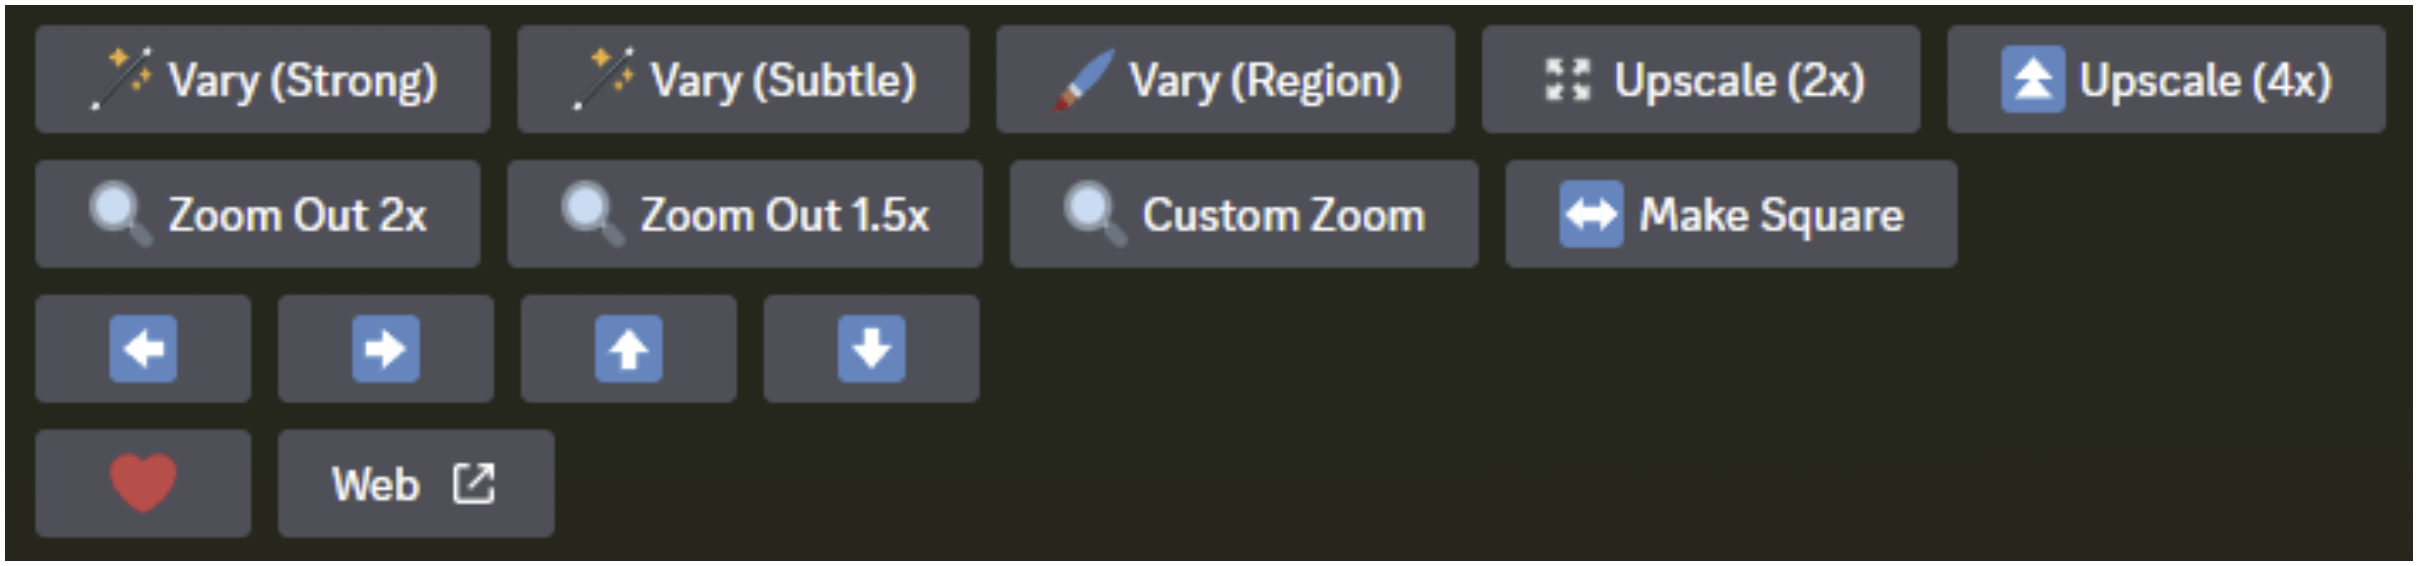 Vary (Strong) Vary (Subtle) Vary (Region) Upscale (2x) Upscale (4x)
Zoom Out 2x Zoom Out 1.5x Custom Zoom Make Square
Web